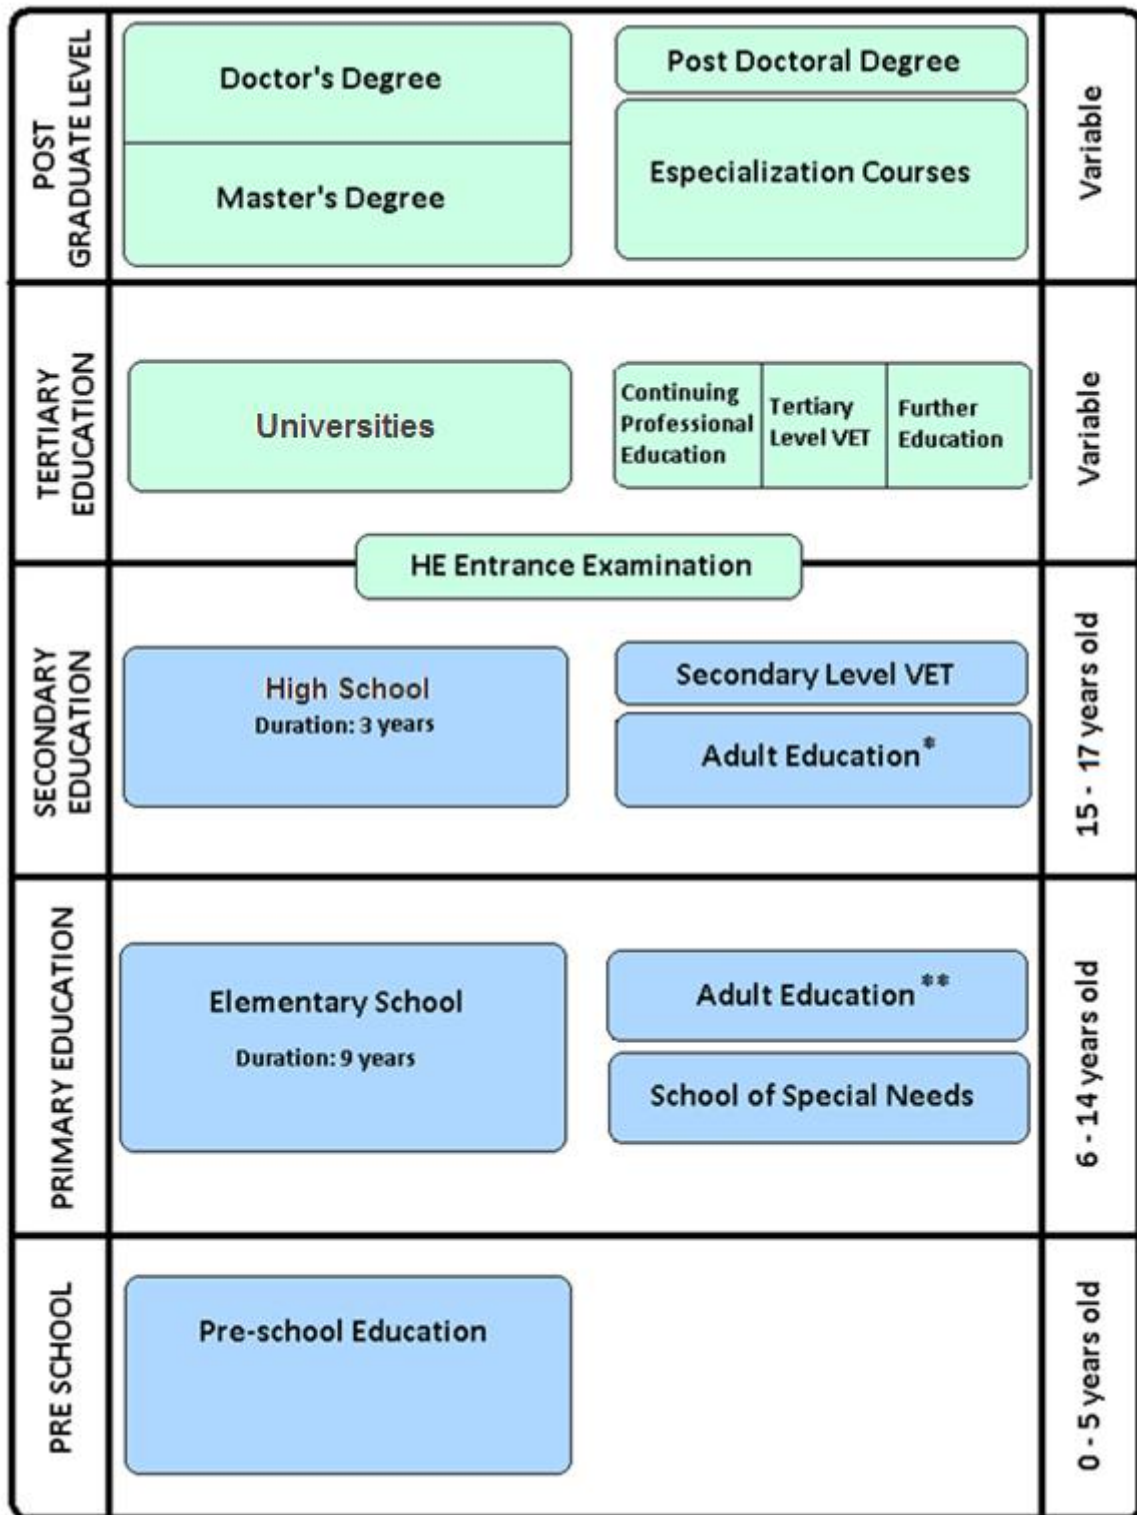 POST
GRADUATE LEVEL
Doctor's Degree
Master's Degree
Post Doctoral Degree
Especialization Courses
Variable
TERTIARY
EDUCATION
Universities
Continuing
Professional
Education
Tertiary
Level VET
Further
Education
Variable
HE Entrance Examination
SECONDARY
EDUCATION
High School
Duration: 3 years
Secondary Level VET
Adult Education*
15 - 17 years old
PRIMARY EDUCATION
Elementary School
Duration: 9 years
Adult Education**
School of Special Needs
6 - 14 years old
PRE SCHOOL
Pre-school Education
0 - 5 years old